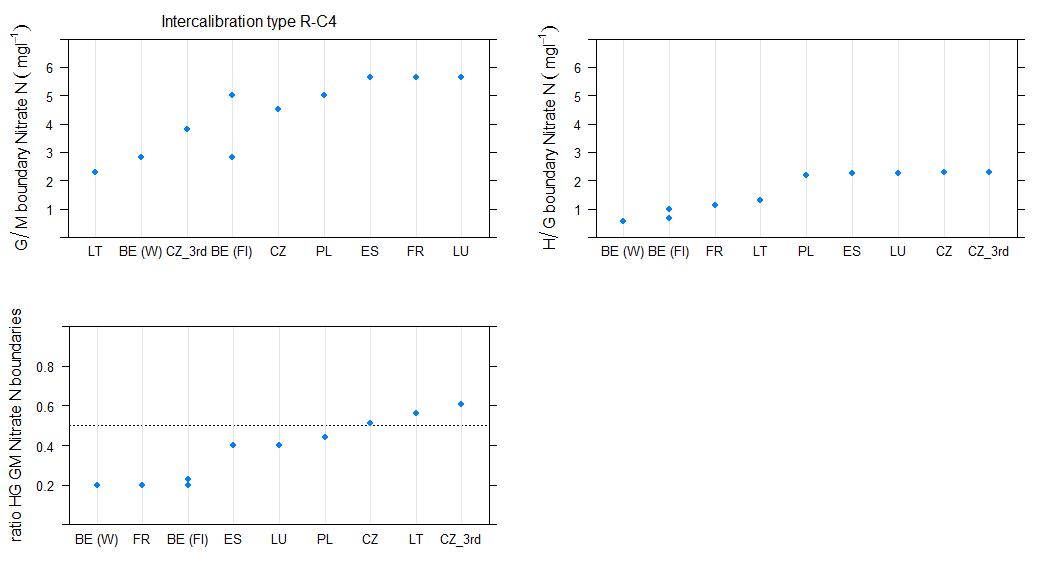 Intercalibration type R-C4
G/ M boundary Nitrate N ( mgl⁻¹)
6
5
4
3
2
1
LT BE (W) CZ_3rd BE (Fl) CZ PL ES FR LU
H/ G boundary Nitrate N ( mgl⁻¹)
6
5
4
3
2
1
BE (W) BE (Fl) FR LT PL ES LU CZ CZ_3rd
ratio HG GM Nitrate N boundaries
0.8
0.6
0.4
0.2
BE (W) FR BE (Fl) ES LU PL CZ LT CZ_3rd